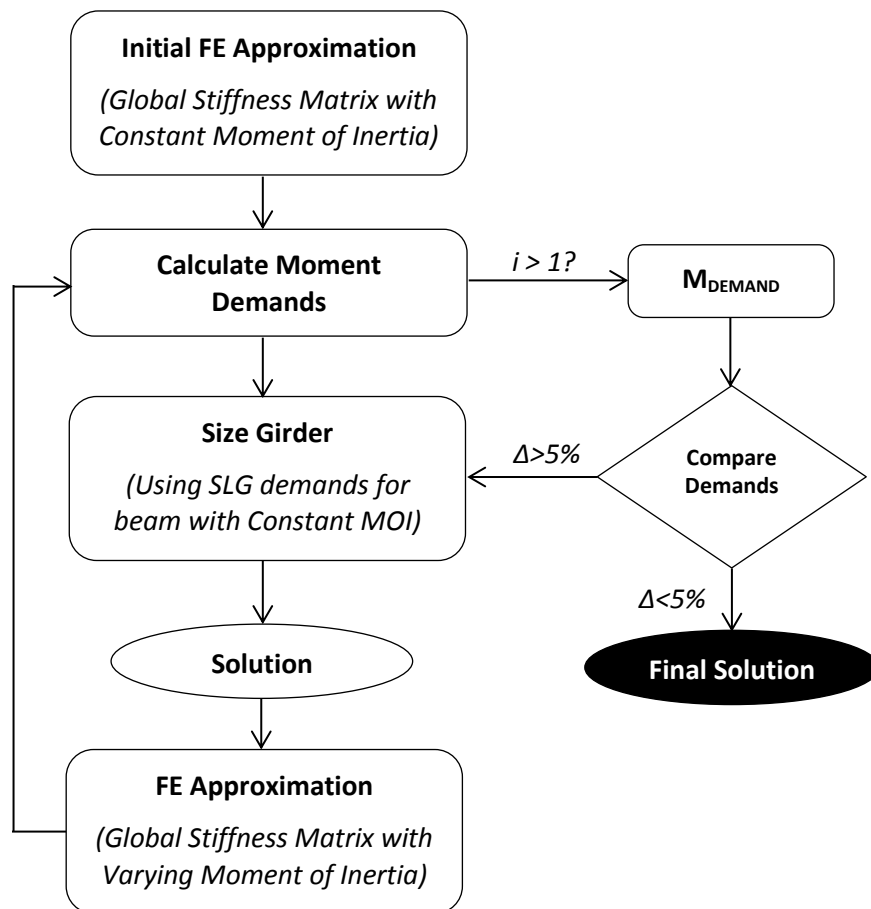 Initial FE Approximation
(Global Stiffness Matrix with
Constant Moment of Inertia)
Calculate Moment
Demands
i > 1?
MDEMAND
Size Girder
(Using SLG demands for
beam with Constant MOI)
Δ>5%
Compare
Demands
Δ<5%
Solution
Final Solution
FE Approximation
(Global Stiffness Matrix with
Varying Moment of Inertia)